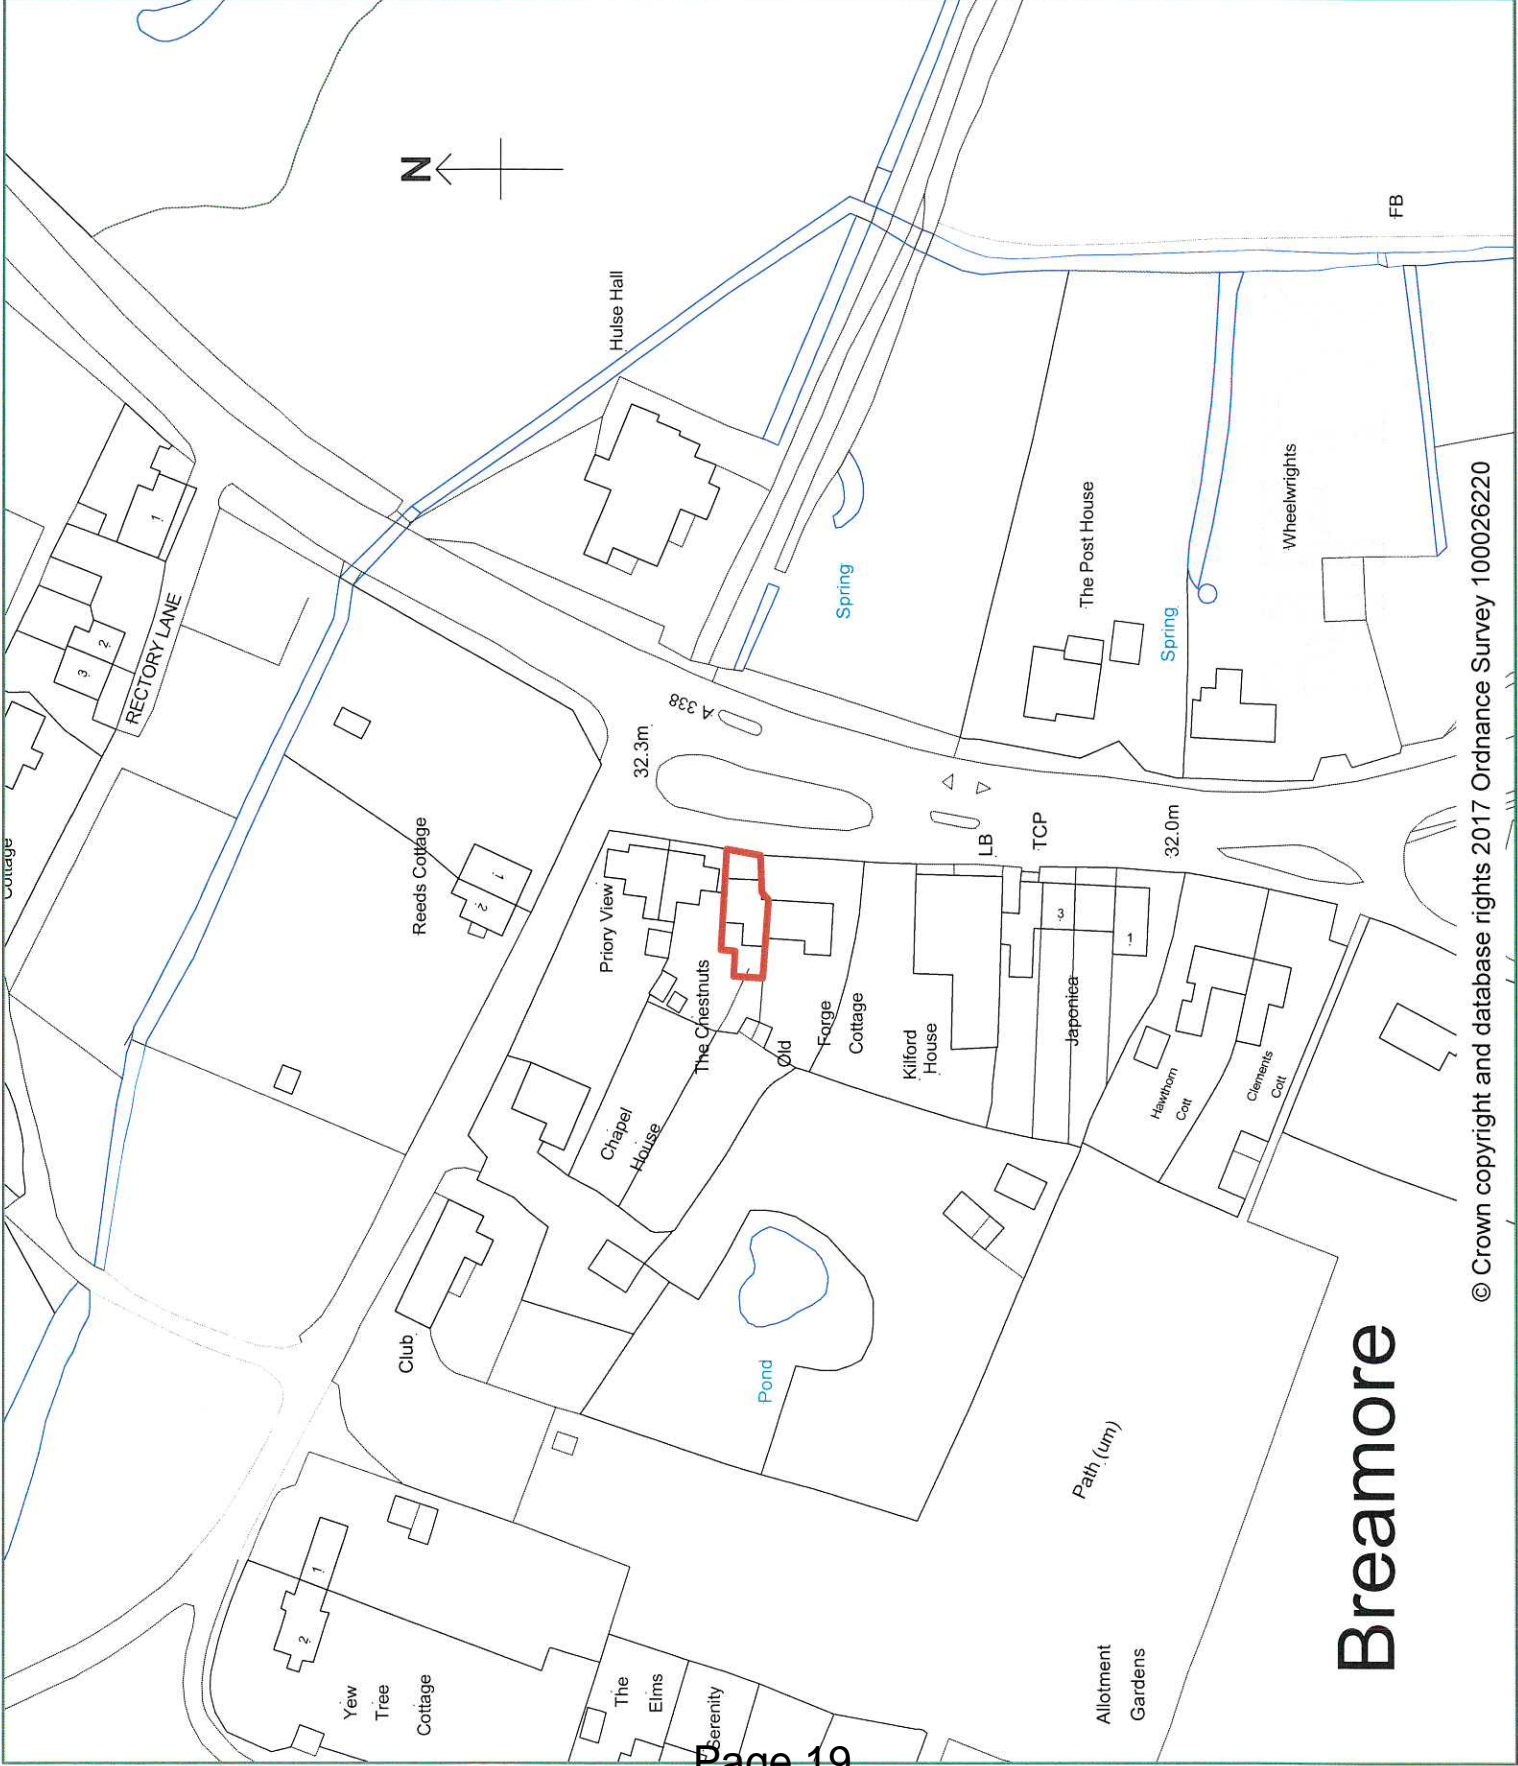 N
FB
Hulse Hall
1
2
3
RECTORY LANE
Spring
The Post House
Spring
Wheelwrights
A 338
32.3m
Cottage
Reeds Cottage
1
2
Priory View
LB
TCP
32.0m
The Chestnuts
Old
Forge
Cottage
Kilford
House
3
1
Japonica
Hawthorn
Cott
Clements
Cott
Chapel
House
Club
Pond
Path (um)
1
2
Yew
Tree
Cottage
The
Elms
Serenity
Allotment
Gardens
Breamore
© Crown copyright and database rights 2017 Ordnance Survey 100026220
Page 19